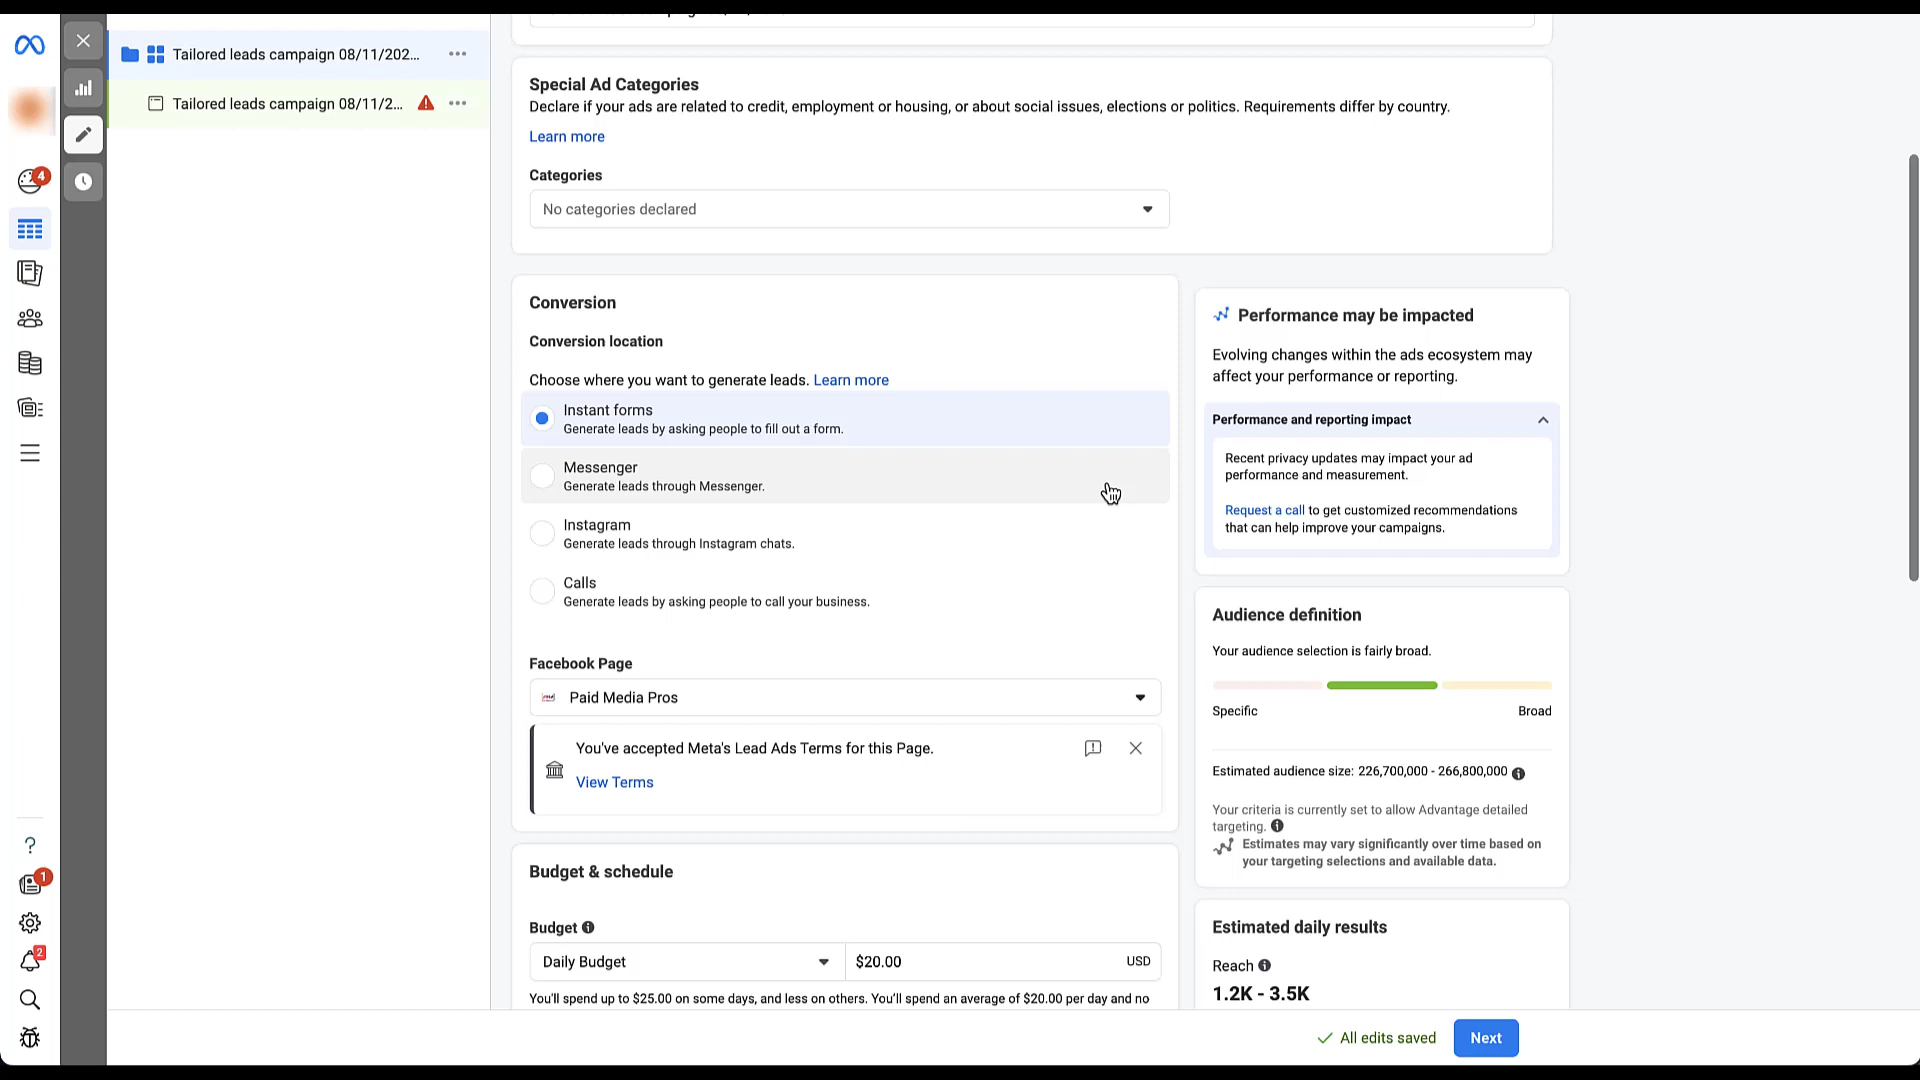 Tailored leads campaign 08/11/202...
Tailored leads campaign 08/11/2...
4
Special Ad Categories
Declare if your ads are related to credit, employment or housing, or about social issues, elections or politics. Requirements differ by country.
Learn more
Categories
No categories declared
Conversion
Conversion location
Choose where you want to generate leads. Learn more
Instant forms
Generate leads by asking people to fill out a form.
Messenger
Generate leads through Messenger.
Instagram
Generate leads through Instagram chats.
Calls
Generate leads by asking people to call your business.
Facebook Page
Paid Media Pros
You've accepted Meta's Lead Ads Terms for this Page.
View Terms
Budget & schedule
Budget
Daily Budget
$20.00
USD
You'll spend up to $25.00 on some days, and less on others. You'll spend an average of $20.00 per day and no
Performance may be impacted
Evolving changes within the ads ecosystem may
affect your performance or reporting.
Performance and reporting impact
Recent privacy updates may impact your ad
performance and measurement.
Request a call to get customized recommendations
that can help improve your campaigns.
Audience definition
Your audience selection is fairly broad.
Specific
Broad
Estimated audience size: 226,700,000 - 266,800,000
Your criteria is currently set to allow Advantage detailed
targeting.
Estimates may vary significantly over time based on
your targeting selections and available data.
Estimated daily results
Reach
1.2K - 3.5K
?
1
2
All edits saved
Next